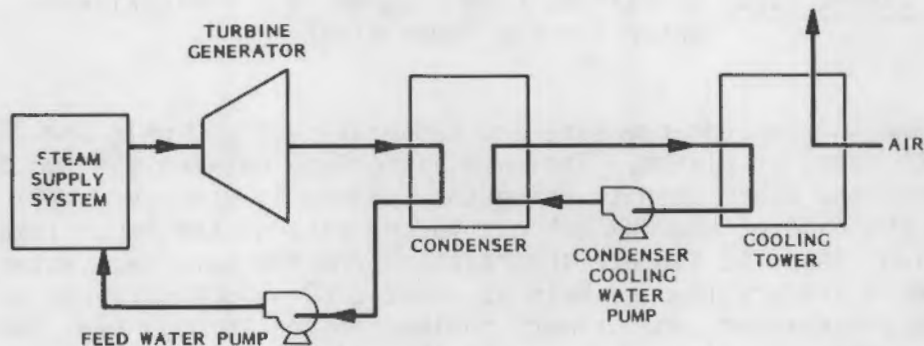 TURBINE
GENERATOR
STEAM
SUPPLY
SYSTEM
AIR
CONDENSER
CONDENSER
COOLING
WATER
PUMP
COOLING
TOWER
FEED WATER PUMP